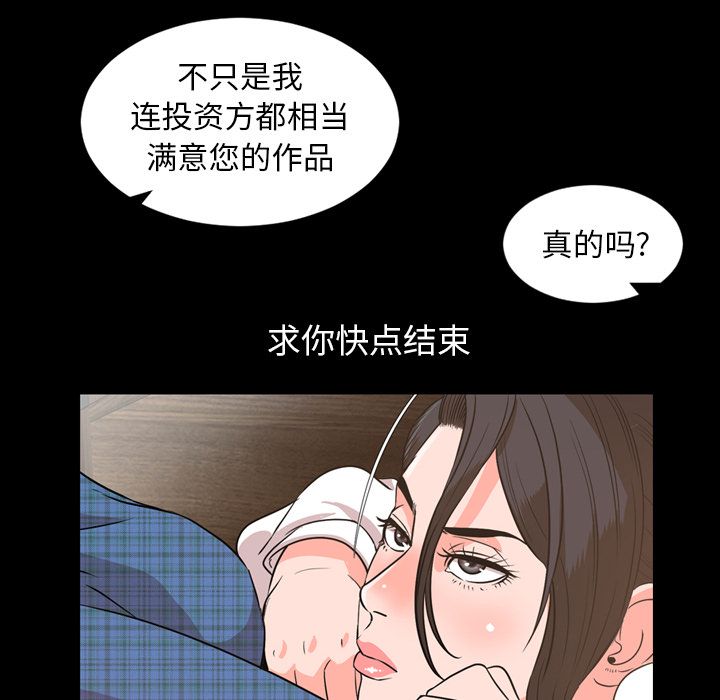 不只是我
连投资方都相当
满意您的作品
真的吗?
求你快点结束